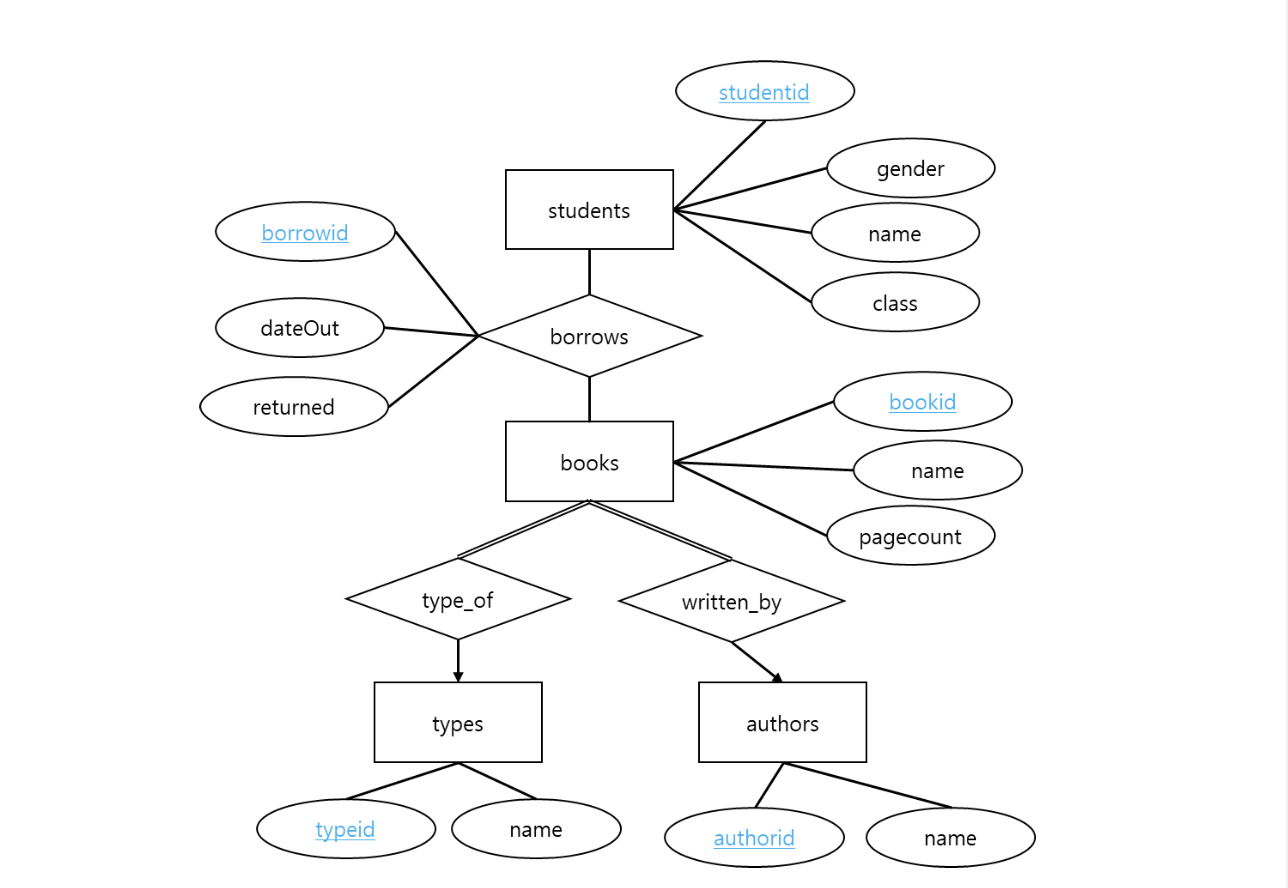 studentid
gender
students
name
borrowid
class
dateOut
borrows
returned
bookid
books
name
pagecount
type_of
written_by
types
authors
typeid
name
authorid
name